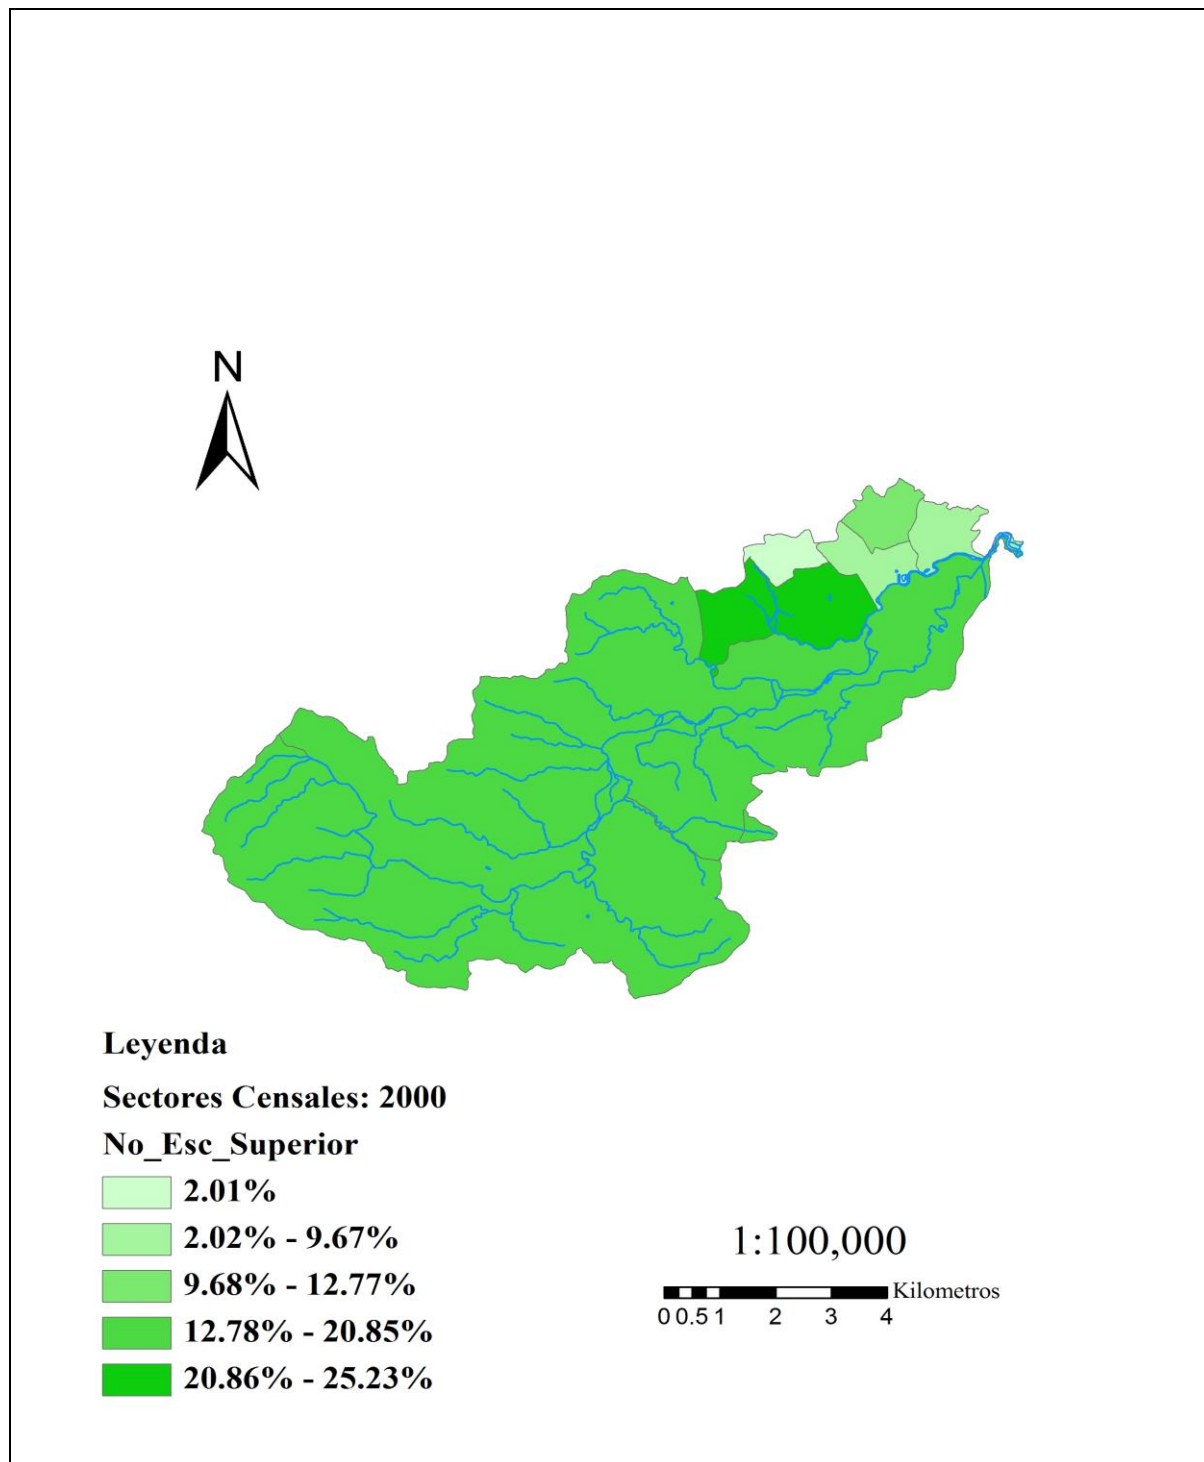 N
Leyenda
Sectores Censales: 2000
No_Esc_Superior
2.01%
2.02% - 9.67%
9.68% - 12.77%
12.78% - 20.85%
20.86% - 25.23%
1:100,000
Kilometros
0 0.5 1 2 3 4